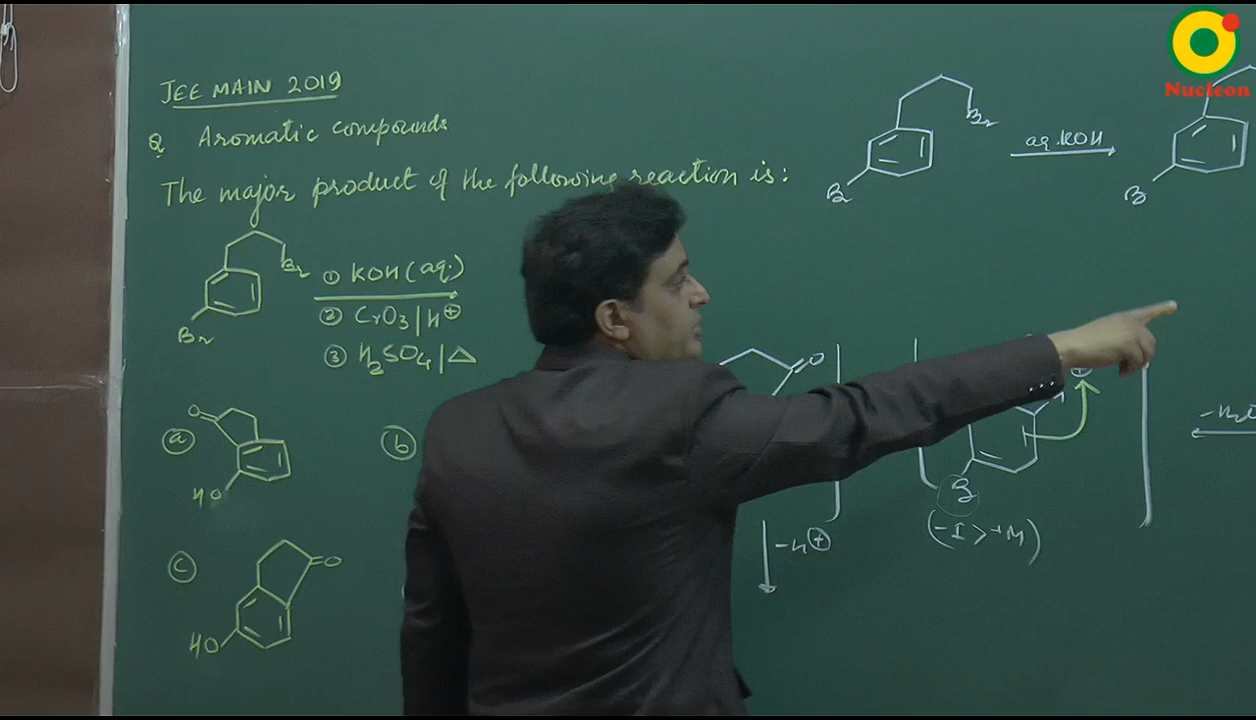 JEE MAIN 2019
Q Aromatic compounds
The major product of the following reaction is:
Br
Br
① KOH (aq.)
② CrO₃ | H⊕
③ H₂SO₄ | △
a
O
HO
b
c
O
HO
Br
Br
aq. KOH
Br
O
-H⊕
Br
(-I > +M)
⊕
Nucleon